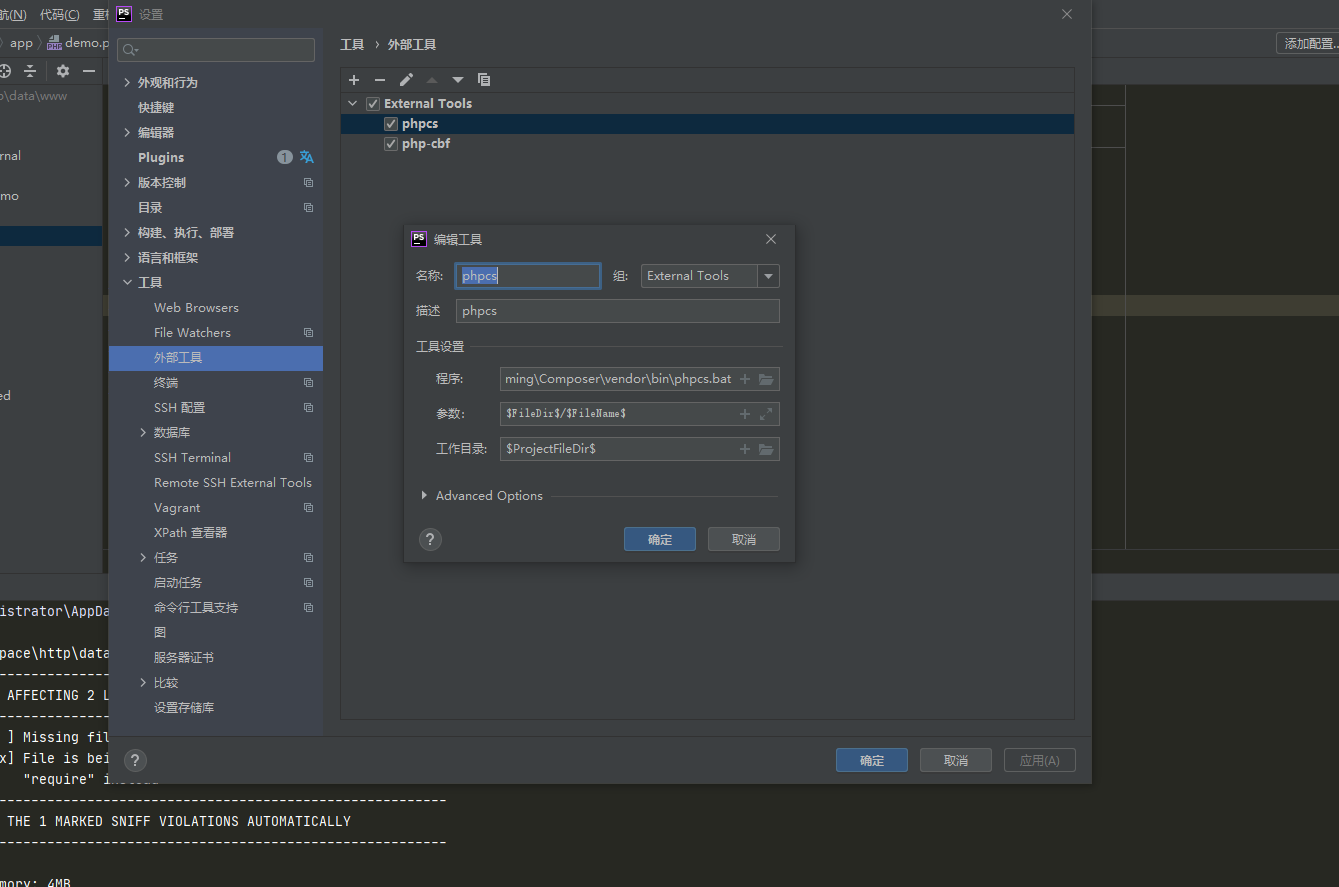 航(N) 代码(C) 重构
app demo.p
添加配置...
o\data\www
rnal
mo
ed
设置
外观和行为
快捷键
编辑器
Plugins 1
版本控制
目录
构建、执行、部署
语言和框架
工具
Web Browsers
File Watchers
外部工具
终端
SSH 配置
数据库
SSH Terminal
Remote SSH External Tools
Vagrant
XPath 查看器
任务
启动任务
命令行工具支持
图
服务器证书
比较
设置存储库
工具 › 外部工具
External Tools
phpcs
php-cbf
编辑工具
名称: phpcs 组: External Tools
描述 phpcs
工具设置
程序: ming\Composer\vendor\bin\phpcs.bat
参数: $FileDir$/$FileName$
工作目录: $ProjectFileDir$
Advanced Options
? 确定 取消
? 确定 取消 应用(A)
istrator\AppDa
pace\http\data
--------------
AFFECTING 2 L
--------------
] Missing fil
x] File is bei
"require" instead
--------------------------------------------------------
THE 1 MARKED SNIFF VIOLATIONS AUTOMATICALLY
--------------------------------------------------------
mory: 4MB